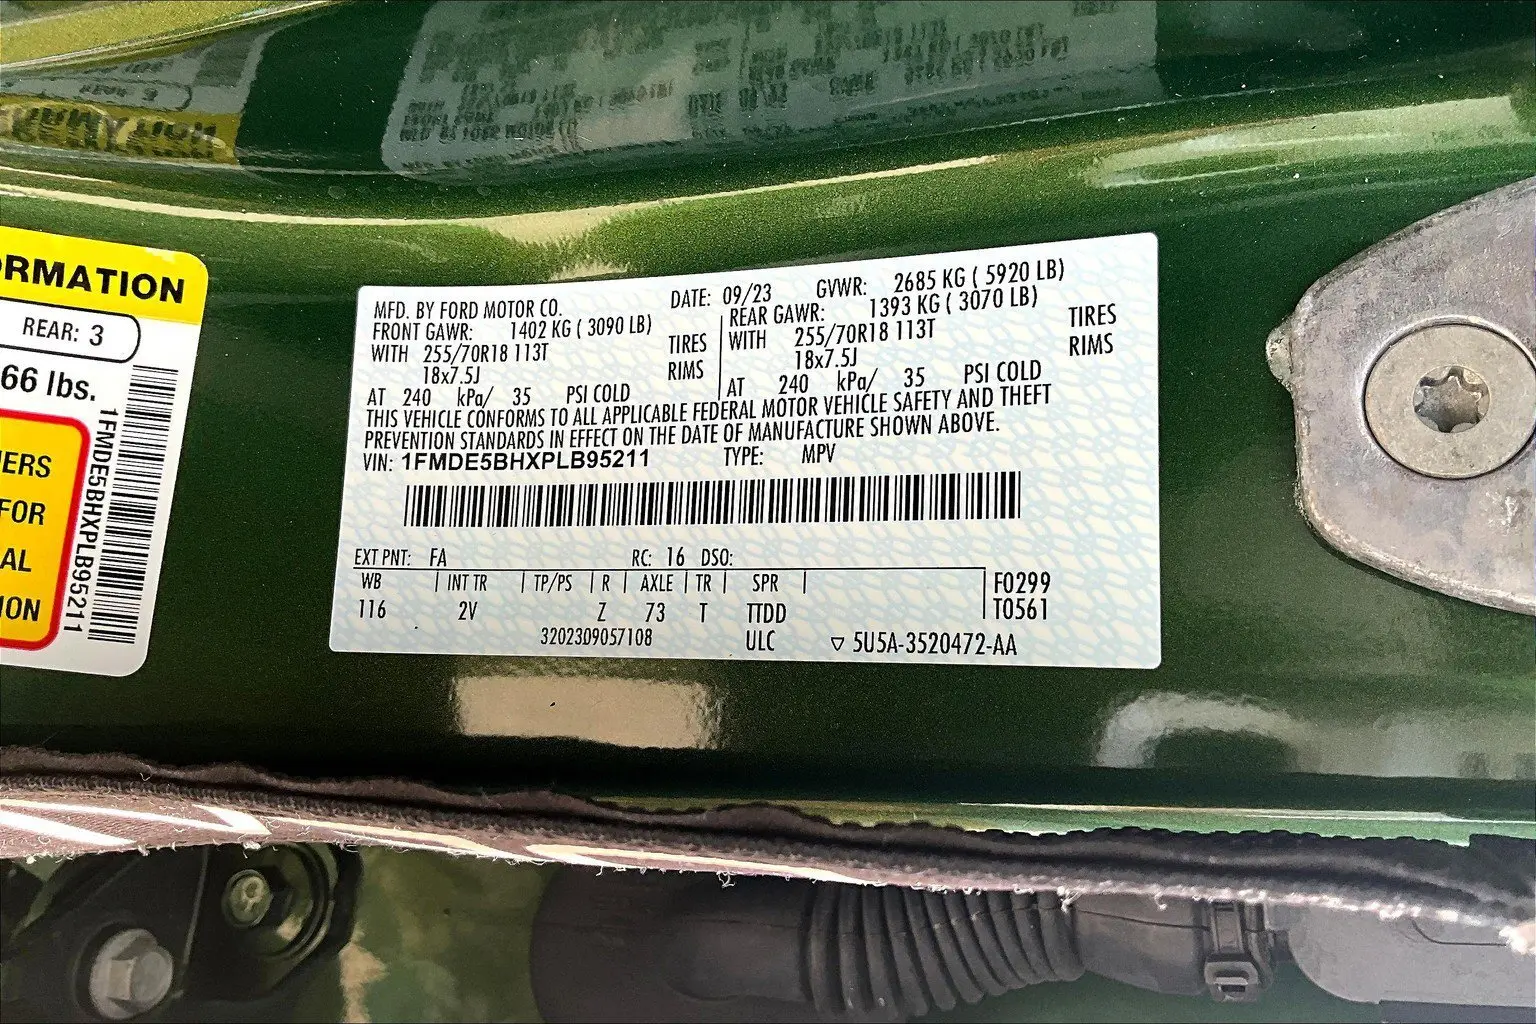 RMATION
REAR: 3
66 lbs.
ERS
FOR
AL
ION
1FMDE5BHXPLB95211
MFD. BY FORD MOTOR CO.
DATE: 09/23 GVWR: 2685 KG ( 5920 LB)
FRONT GAWR: 1402 KG ( 3090 LB)
WITH 255/70R18 113T TIRES
18x7.5J RIMS
AT 240 kPa/ 35 PSI COLD
REAR GAWR: 1393 KG ( 3070 LB)
WITH 255/70R18 113T TIRES
18x7.5J RIMS
AT 240 kPa/ 35 PSI COLD
THIS VEHICLE CONFORMS TO ALL APPLICABLE FEDERAL MOTOR VEHICLE SAFETY AND THEFT
PREVENTION STANDARDS IN EFFECT ON THE DATE OF MANUFACTURE SHOWN ABOVE.
VIN: 1FMDE5BHXPLB95211 TYPE: MPV
EXT PNT: FA RC: 16 DSO:
WB | INT TR | TP/PS | R | AXLE | TR | SPR | F0299
116 2V Z 73 T TTDD T0561
3202309057108 ULC ▽ 5U5A-3520472-AA